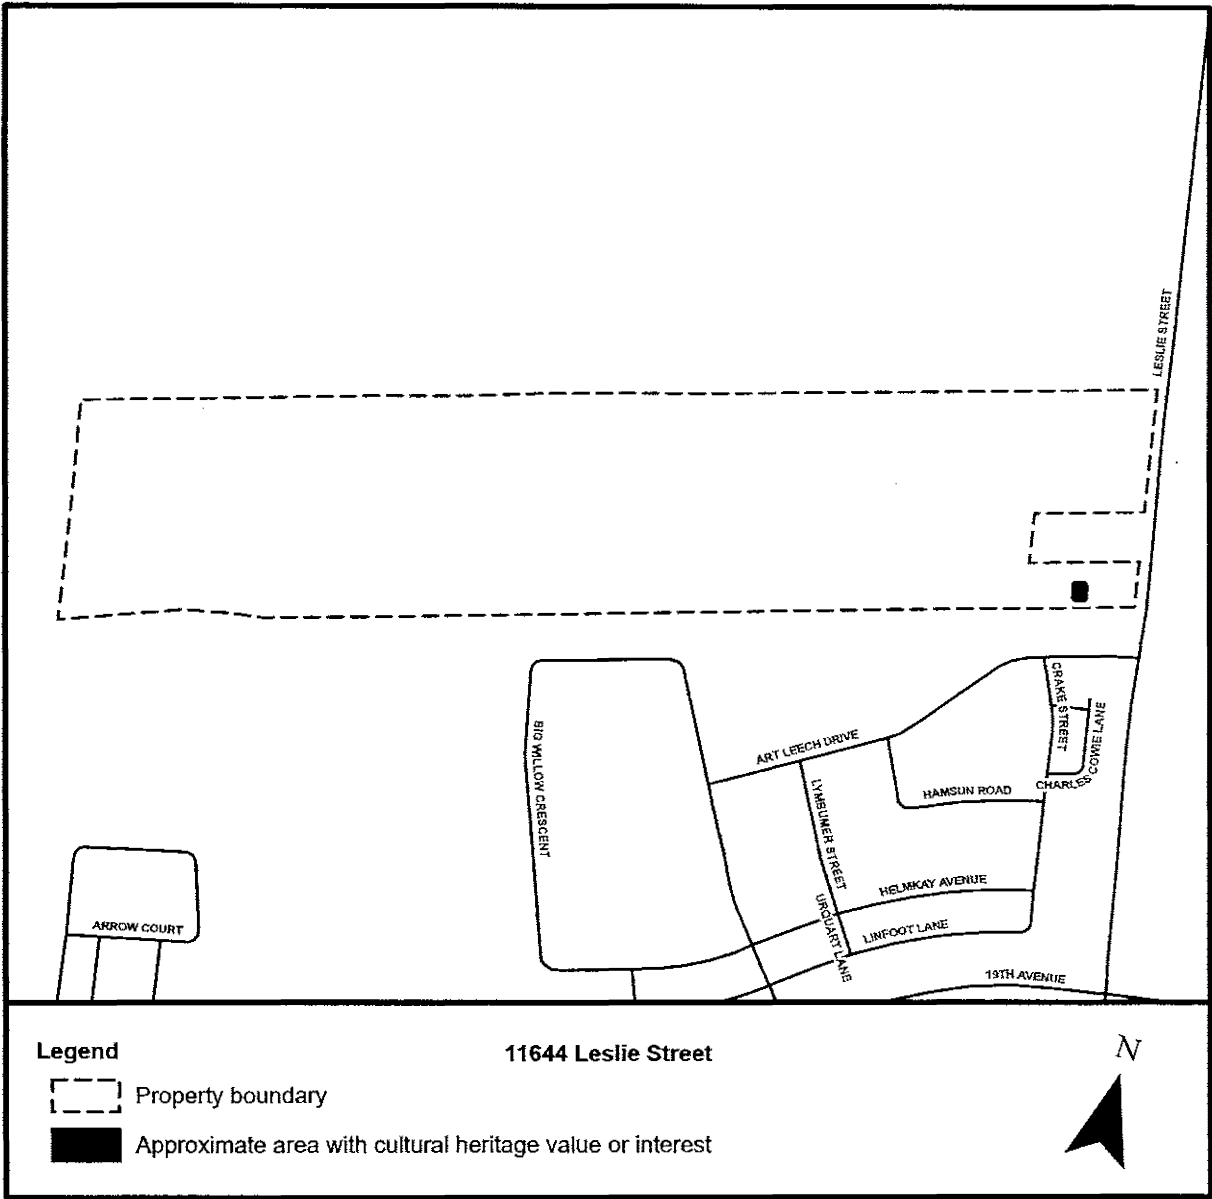 LESLIE STREET
CRAKE STREET
CHARLES COWIE LANE
BIG WILLOW CRESCENT
ART LEECH DRIVE
LYMBUMER STREET
HAMSUN ROAD
HELMKAY AVENUE
URQUART LANE
LINFOOT LANE
ARROW COURT
19TH AVENUE
Legend
11644 Leslie Street
N
Property boundary
Approximate area with cultural heritage value or interest